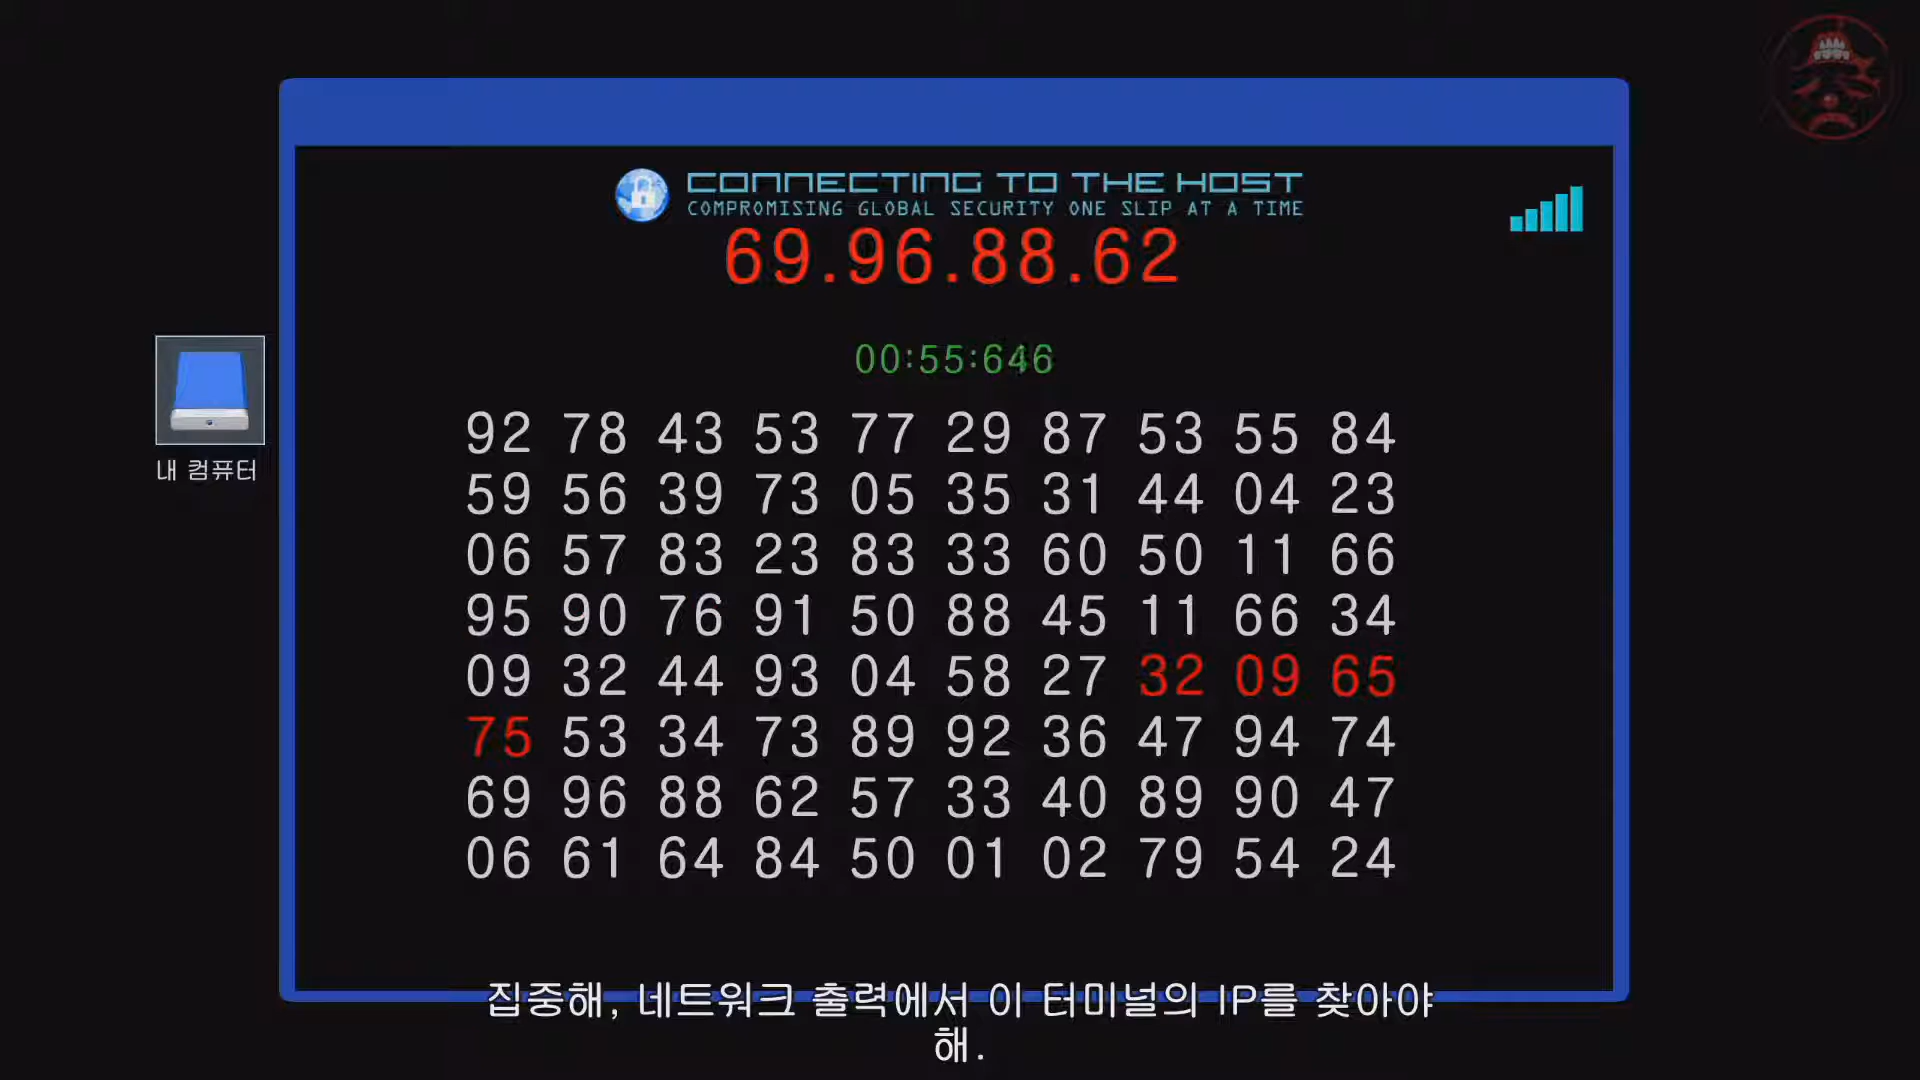 CONNECTING TO THE HOST
COMPROMISING GLOBAL SECURITY ONE SLIP AT A TIME
69.96.88.62
00:55:646
92 78 43 53 77 29 87 53 55 84
59 56 39 73 05 35 31 44 04 23
06 57 83 23 83 33 60 50 11 66
95 90 76 91 50 88 45 11 66 34
09 32 44 93 04 58 27 32 09 65
75 53 34 73 89 92 36 47 94 74
69 96 88 62 57 33 40 89 90 47
06 61 64 84 50 01 02 79 54 24
내 컴퓨터
집중해, 네트워크 출력에서 이 터미널의 IP를 찾아야
해.